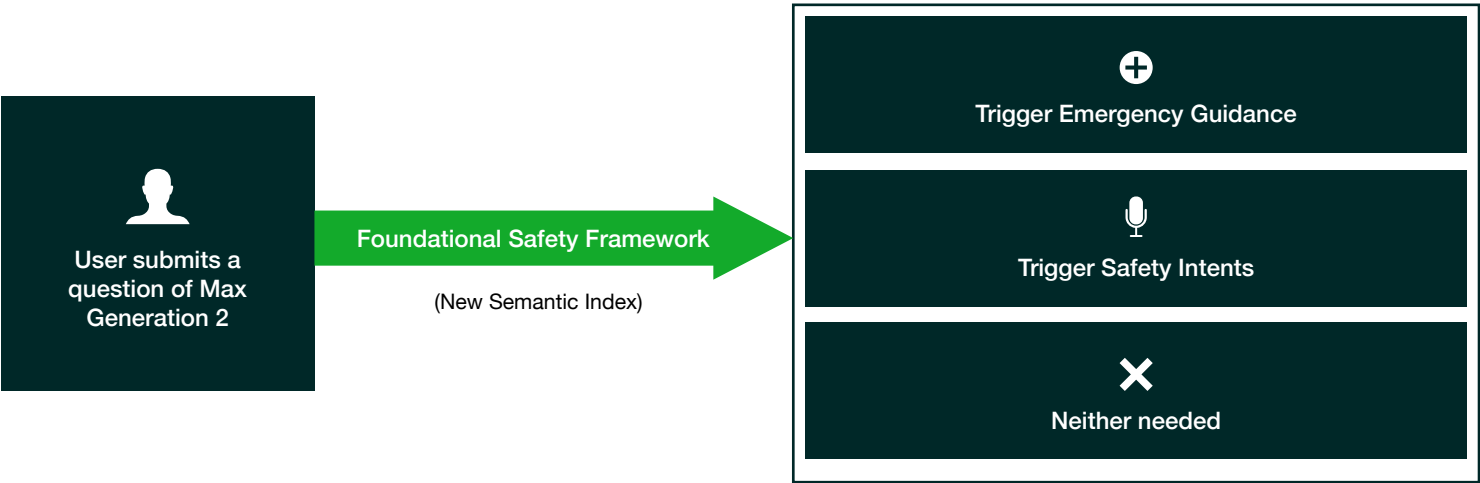 User submits a
question of Max
Generation 2
Foundational Safety Framework
(New Semantic Index)
Trigger Emergency Guidance
Trigger Safety Intents
Neither needed